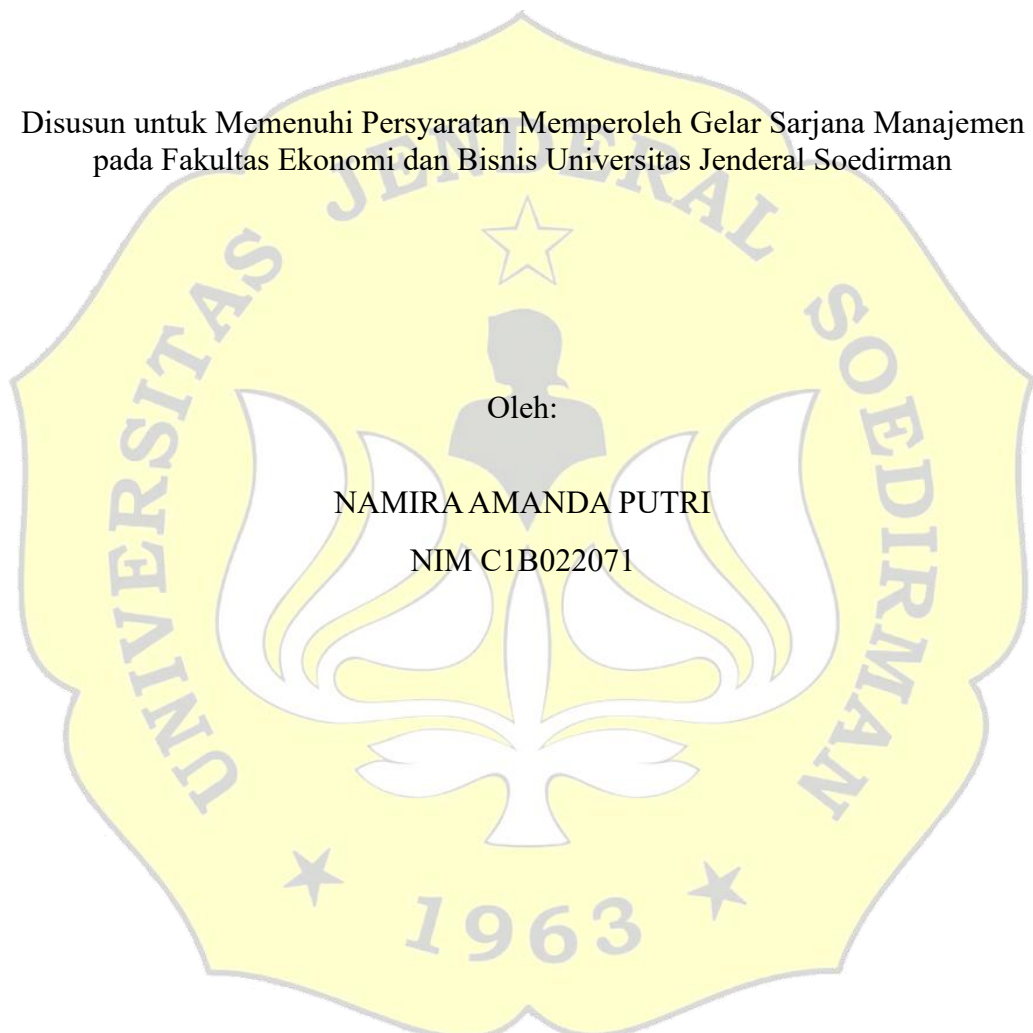 Disusun untuk Memenuhi Persyaratan Memperoleh Gelar Sarjana Manajemen
pada Fakultas Ekonomi dan Bisnis Universitas Jenderal Soedirman
UNIVERSITAS JENDERAL SOEDIRMAN
Oleh:
NAMIRA AMANDA PUTRI
NIM C1B022071
1963